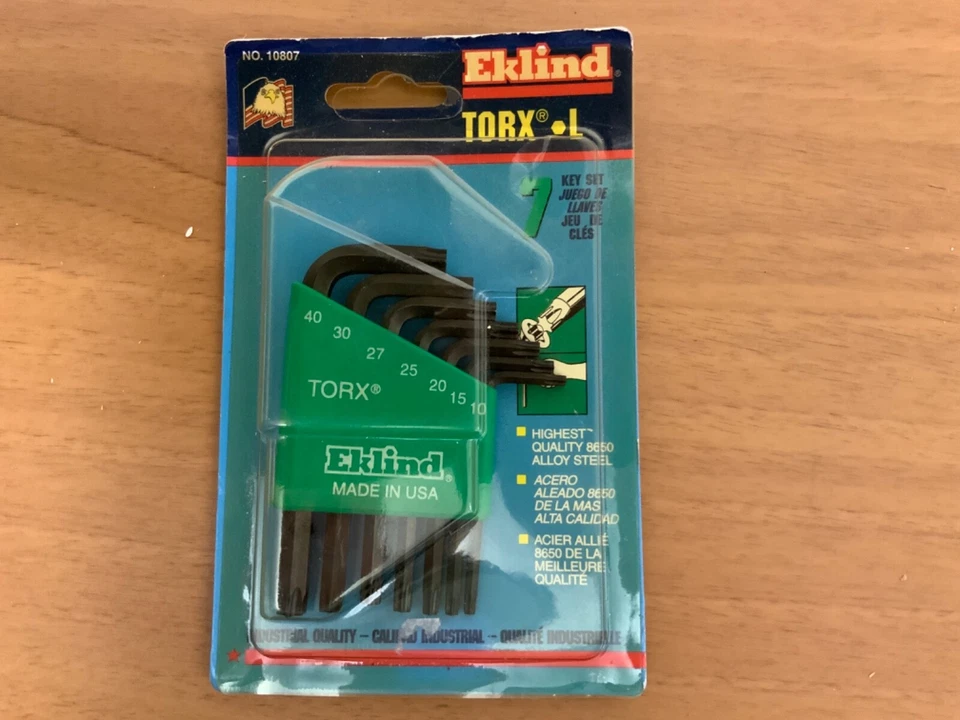 NO. 10807
Eklind®
TORX® L
7
KEY SET
JUEGO DE
LLAVES
JEU DE
CLÉS
40
30
27
25
20
15
10
TORX®
Eklind®
MADE IN USA
HIGHEST
QUALITY 8650
ALLOY STEEL
ACERO
ALEADO 8650
DE LA MAS
ALTA CALIDAD
ACIER ALLIÉ
8650 DE LA
MEILLEURE
QUALITÉ
INDUSTRIAL QUALITY – CALIDAD INDUSTRIAL – QUALITÉ INDUSTRIELLE